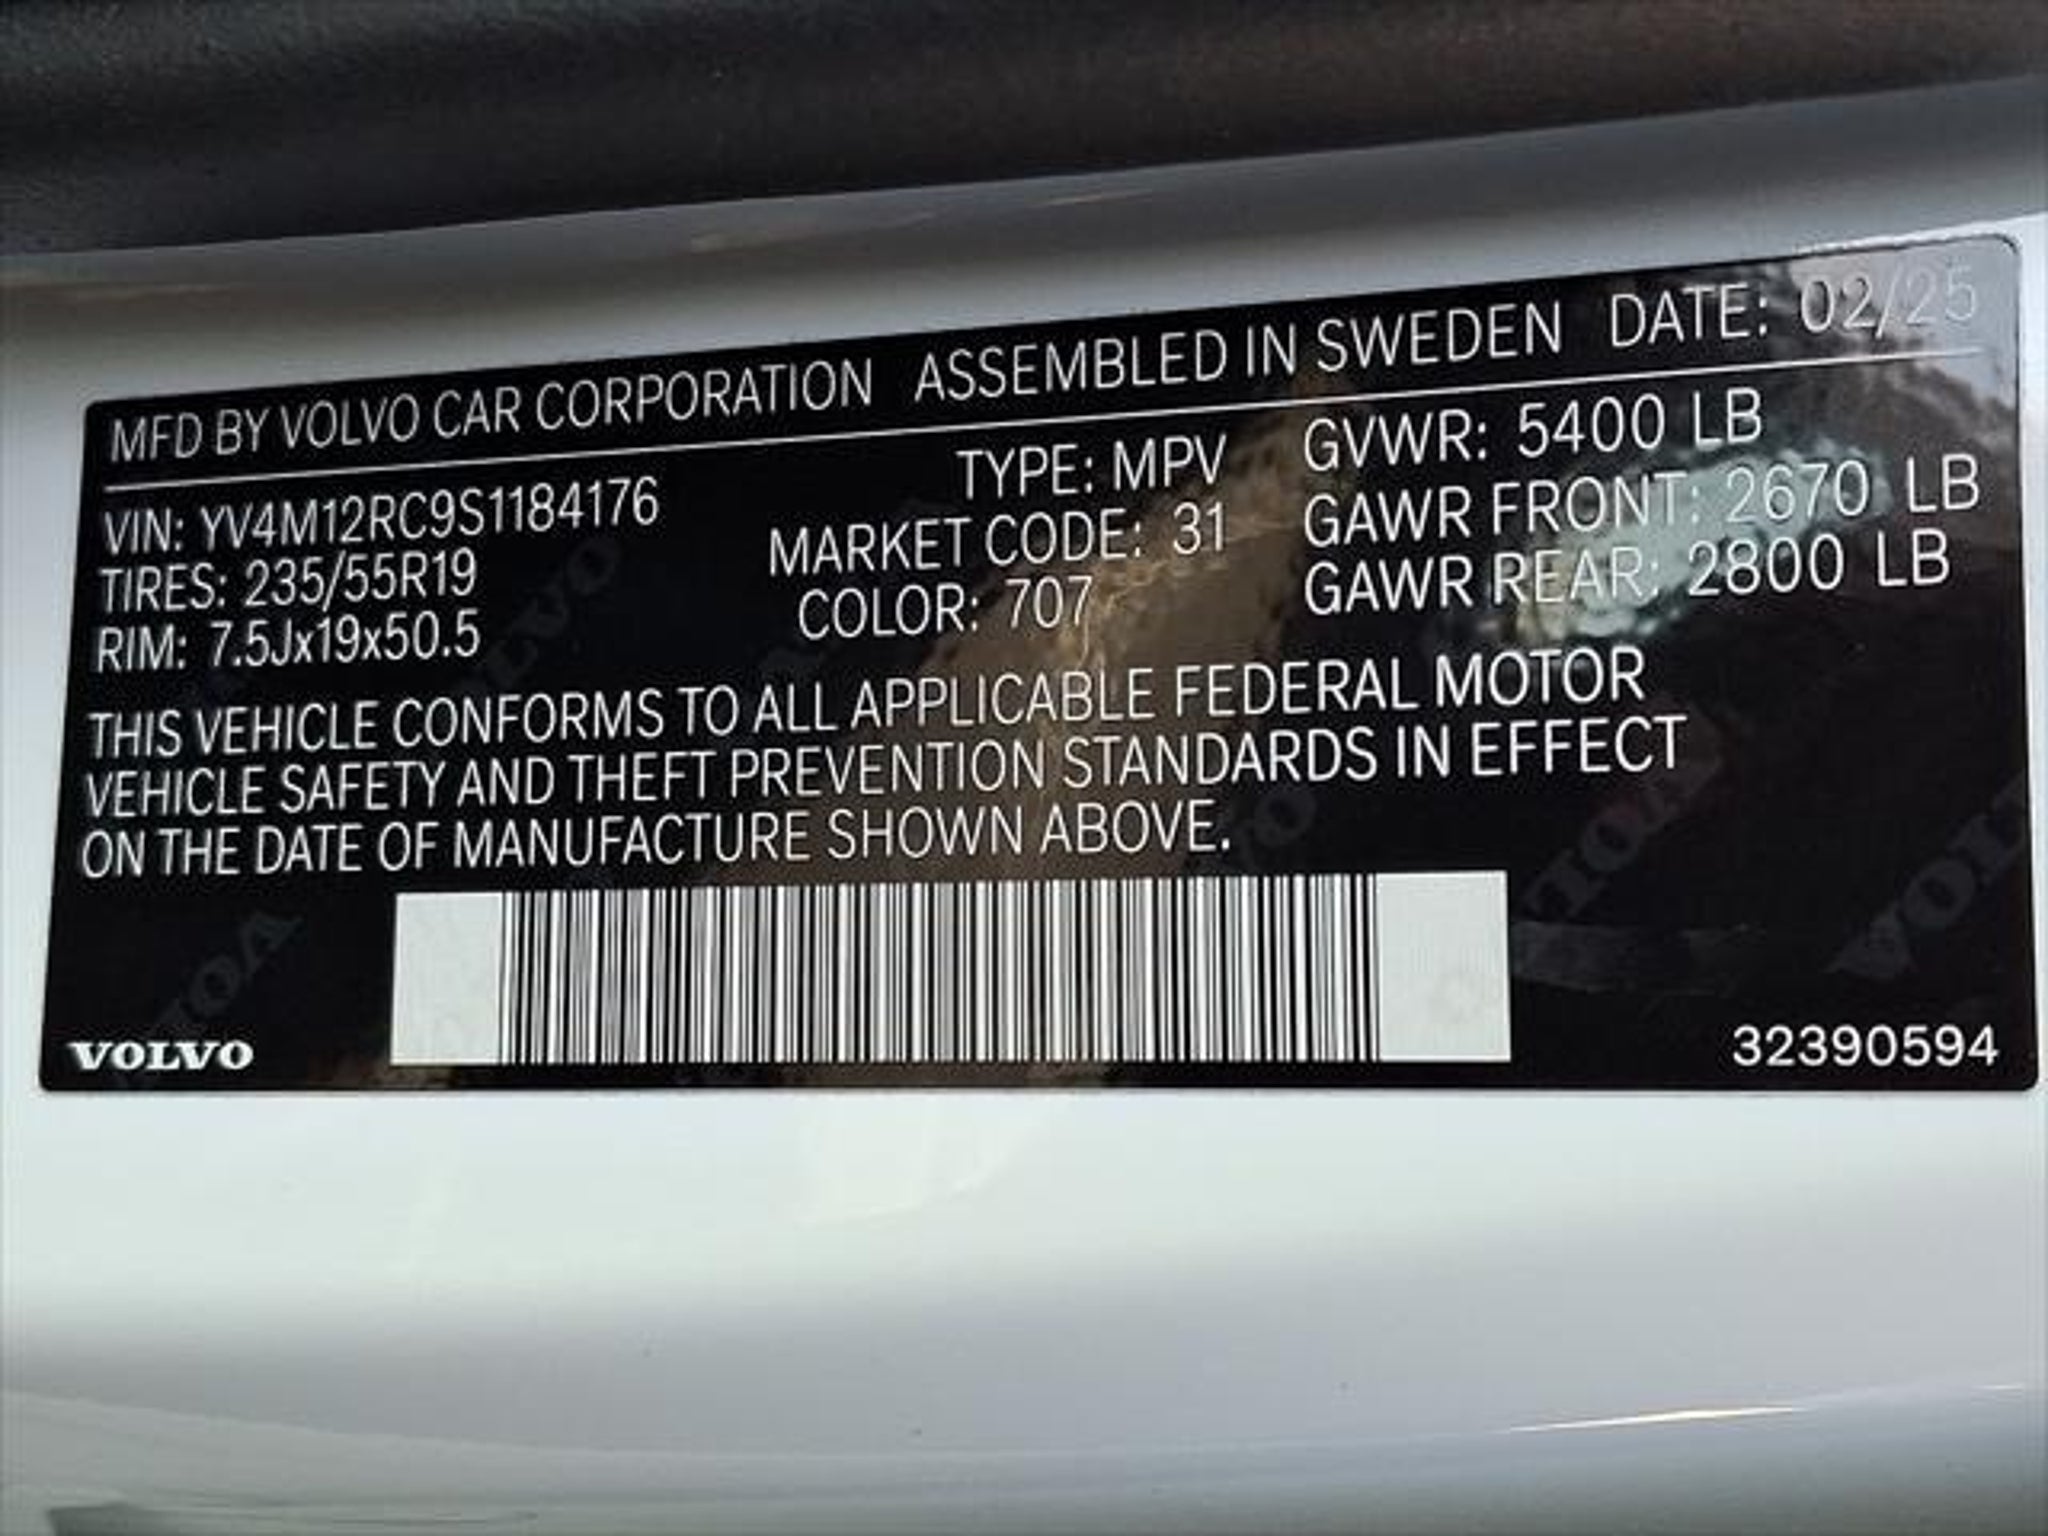 MFD BY VOLVO CAR CORPORATION ASSEMBLED IN SWEDEN DATE: 02/25
VIN: YV4M12RC9S1184176 TYPE: MPV GVWR: 5400 LB
TIRES: 235/55R19 MARKET CODE: 31 GAWR FRONT: 2670 LB
RIM: 7.5Jx19x50.5 COLOR: 707 GAWR REAR: 2800 LB
THIS VEHICLE CONFORMS TO ALL APPLICABLE FEDERAL MOTOR
VEHICLE SAFETY AND THEFT PREVENTION STANDARDS IN EFFECT
ON THE DATE OF MANUFACTURE SHOWN ABOVE.
VOLVO 32390594